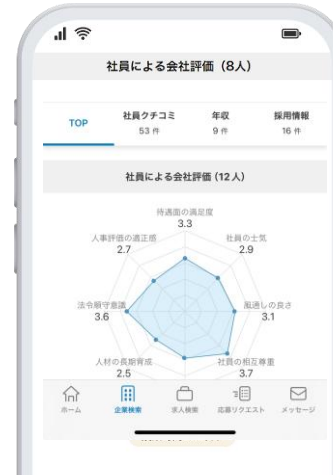 社員による会社評価（8人）
TOP
社員クチコミ
53 件
年収
9 件
採用情報
16 件
社員による会社評価 (12人)
待遇面の満足度
3.3
人事評価の適正感
2.7
社員の士気
2.9
法令順守意識
3.6
風通しの良さ
3.1
人材の長期育成
2.5
社員の相互尊重
3.7
ホーム
企業検索
求人検索
応募リクエスト
メッセージ